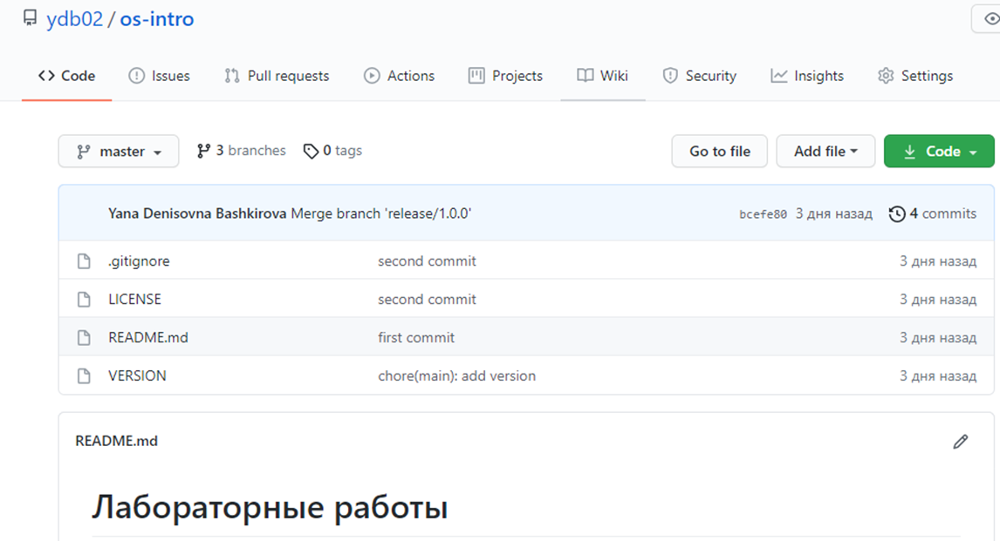 ydb02 / os-intro
Code Issues Pull requests Actions Projects Wiki Security Insights Settings
master 3 branches 0 tags Go to file Add file Code
Yana Denisovna Bashkirova Merge branch 'release/1.0.0' bcefe80 3 дня назад 4 commits
.gitignore second commit 3 дня назад
LICENSE second commit 3 дня назад
README.md first commit 3 дня назад
VERSION chore(main): add version 3 дня назад
README.md
Лабораторные работы